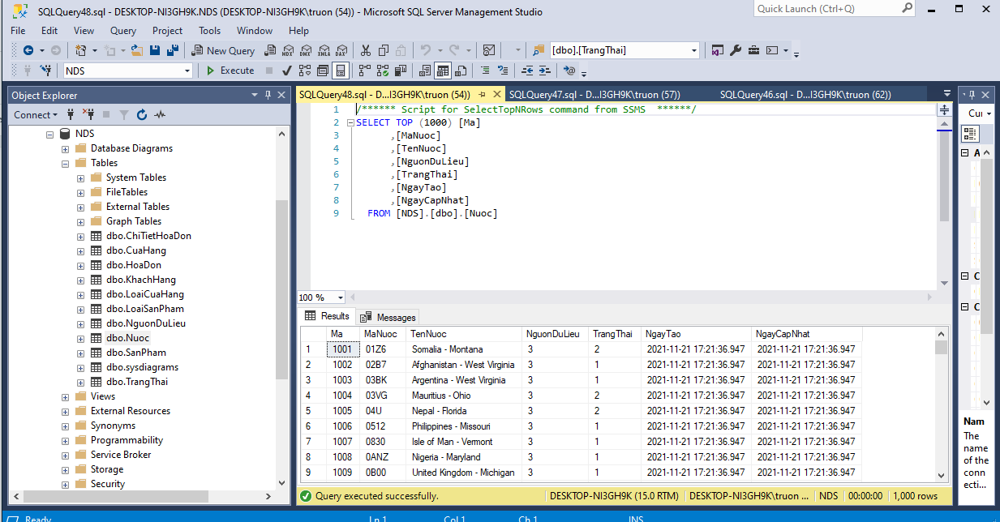 SQLQuery48.sql - DESKTOP-NI3GH9K.NDS (DESKTOP-NI3GH9K\truon (54)) - Microsoft SQL Server Management Studio
Quick Launch (Ctrl+Q)
File Edit View Query Project Tools Window Help
New Query MDX DMX XMLA DAX [dbo].[TrangThai]
NDS Execute
Object Explorer
Connect
NDS
Database Diagrams
Tables
System Tables
FileTables
External Tables
Graph Tables
dbo.ChiTietHoaDon
dbo.CuaHang
dbo.HoaDon
dbo.KhachHang
dbo.LoaiCuaHang
dbo.LoaiSanPham
dbo.NguonDuLieu
dbo.Nuoc
dbo.SanPham
dbo.sysdiagrams
dbo.TrangThai
Views
External Resources
Synonyms
Programmability
Service Broker
Storage
Security
SQLQuery48.sql - D...I3GH9K\truon (54)) SQLQuery47.sql - D...I3GH9K\truon (57)) SQLQuery46.sql - D...I3GH9K\truon (62))
1 /****** Script for SelectTopNRows command from SSMS ******/
2 SELECT TOP (1000) [Ma]
3 ,[MaNuoc]
4 ,[TenNuoc]
5 ,[NguonDuLieu]
6 ,[TrangThai]
7 ,[NgayTao]
8 ,[NgayCapNhat]
9 FROM [NDS].[dbo].[Nuoc]
100 %
Results Messages
Ma MaNuoc TenNuoc NguonDuLieu TrangThai NgayTao NgayCapNhat
1 1001 01Z6 Somalia - Montana 3 2 2021-11-21 17:21:36.947 2021-11-21 17:21:36.947
2 1002 02B7 Afghanistan - West Virginia 3 1 2021-11-21 17:21:36.947 2021-11-21 17:21:36.947
3 1003 03BK Argentina - West Virginia 3 1 2021-11-21 17:21:36.947 2021-11-21 17:21:36.947
4 1004 03VG Mauritius - Ohio 3 2 2021-11-21 17:21:36.947 2021-11-21 17:21:36.947
5 1005 04U Nepal - Florida 3 2 2021-11-21 17:21:36.947 2021-11-21 17:21:36.947
6 1006 0512 Philippines - Missouri 3 1 2021-11-21 17:21:36.947 2021-11-21 17:21:36.947
7 1007 0830 Isle of Man - Vermont 3 1 2021-11-21 17:21:36.947 2021-11-21 17:21:36.947
8 1008 0ANZ Nigeria - Maryland 3 1 2021-11-21 17:21:36.947 2021-11-21 17:21:36.947
9 1009 0B00 United Kingdom - Michigan 3 1 2021-11-21 17:21:36.947 2021-11-21 17:21:36.947
Query executed successfully. DESKTOP-NI3GH9K (15.0 RTM) DESKTOP-NI3GH9K\truon ... NDS 00:00:00 1,000 rows
Cur
A
C
C
Nam
The
name
of the
conn
ecti...
Ready Ln 1 Col 1 Ch 1 INS